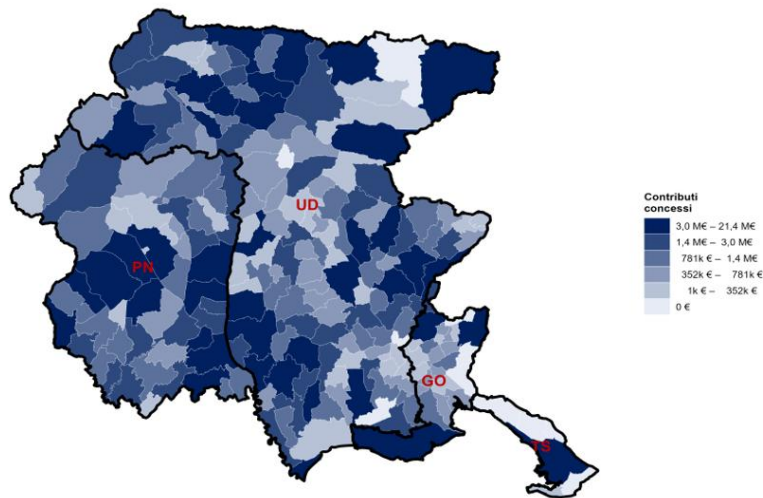 UD
PN
GO
TS
Contributi
concessi
3,0 M€ – 21,4 M€
1,4 M€ – 3,0 M€
781k € – 1,4 M€
352k € – 781k €
1k € – 352k €
0 €